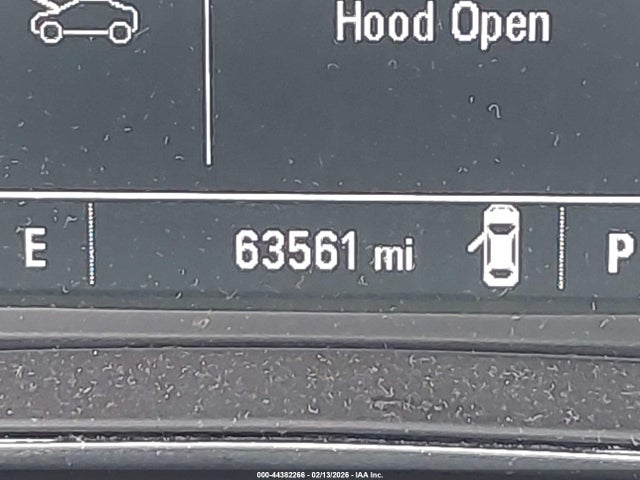 Hood Open
E 63561 mi P
000-44382266 - 02/13/2026 - IAA Inc.